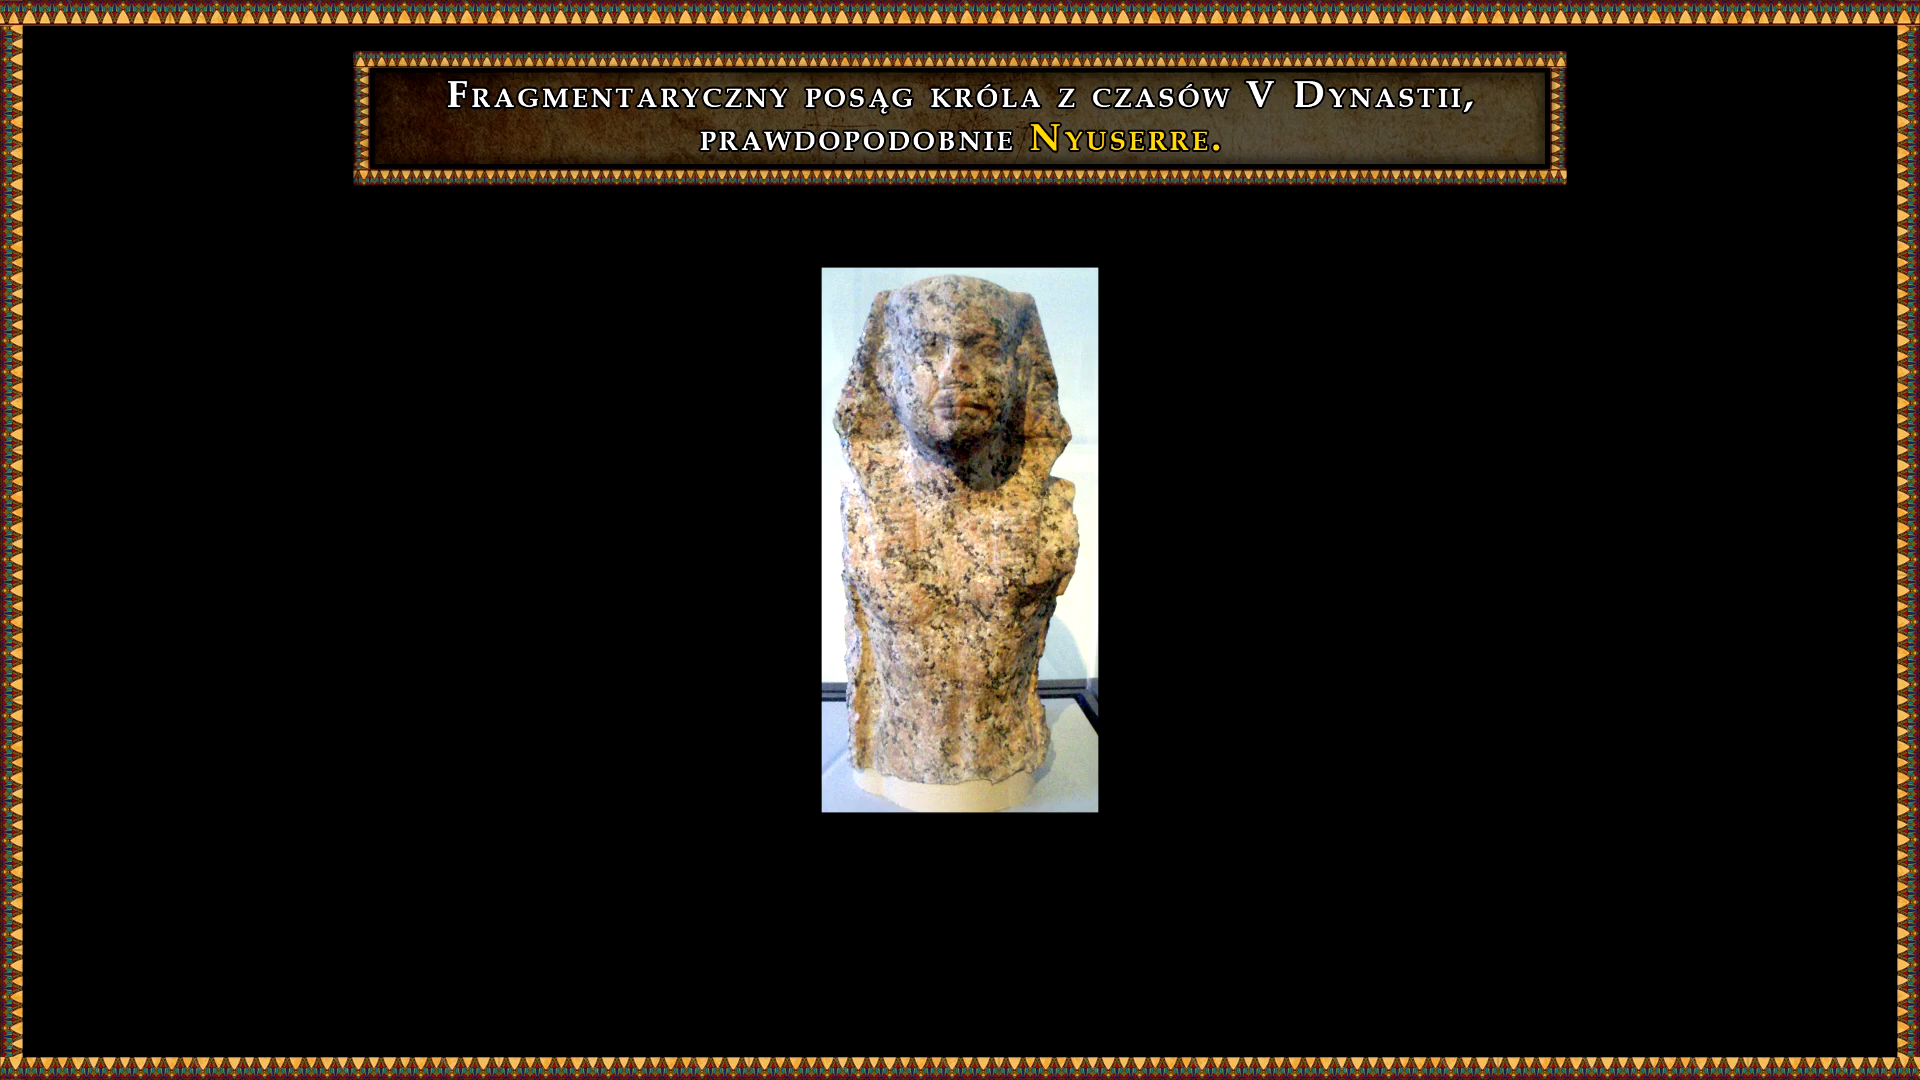 Fragmentaryczny posąg króla z czasów V Dynastii,
prawdopodobnie Nyuserre.